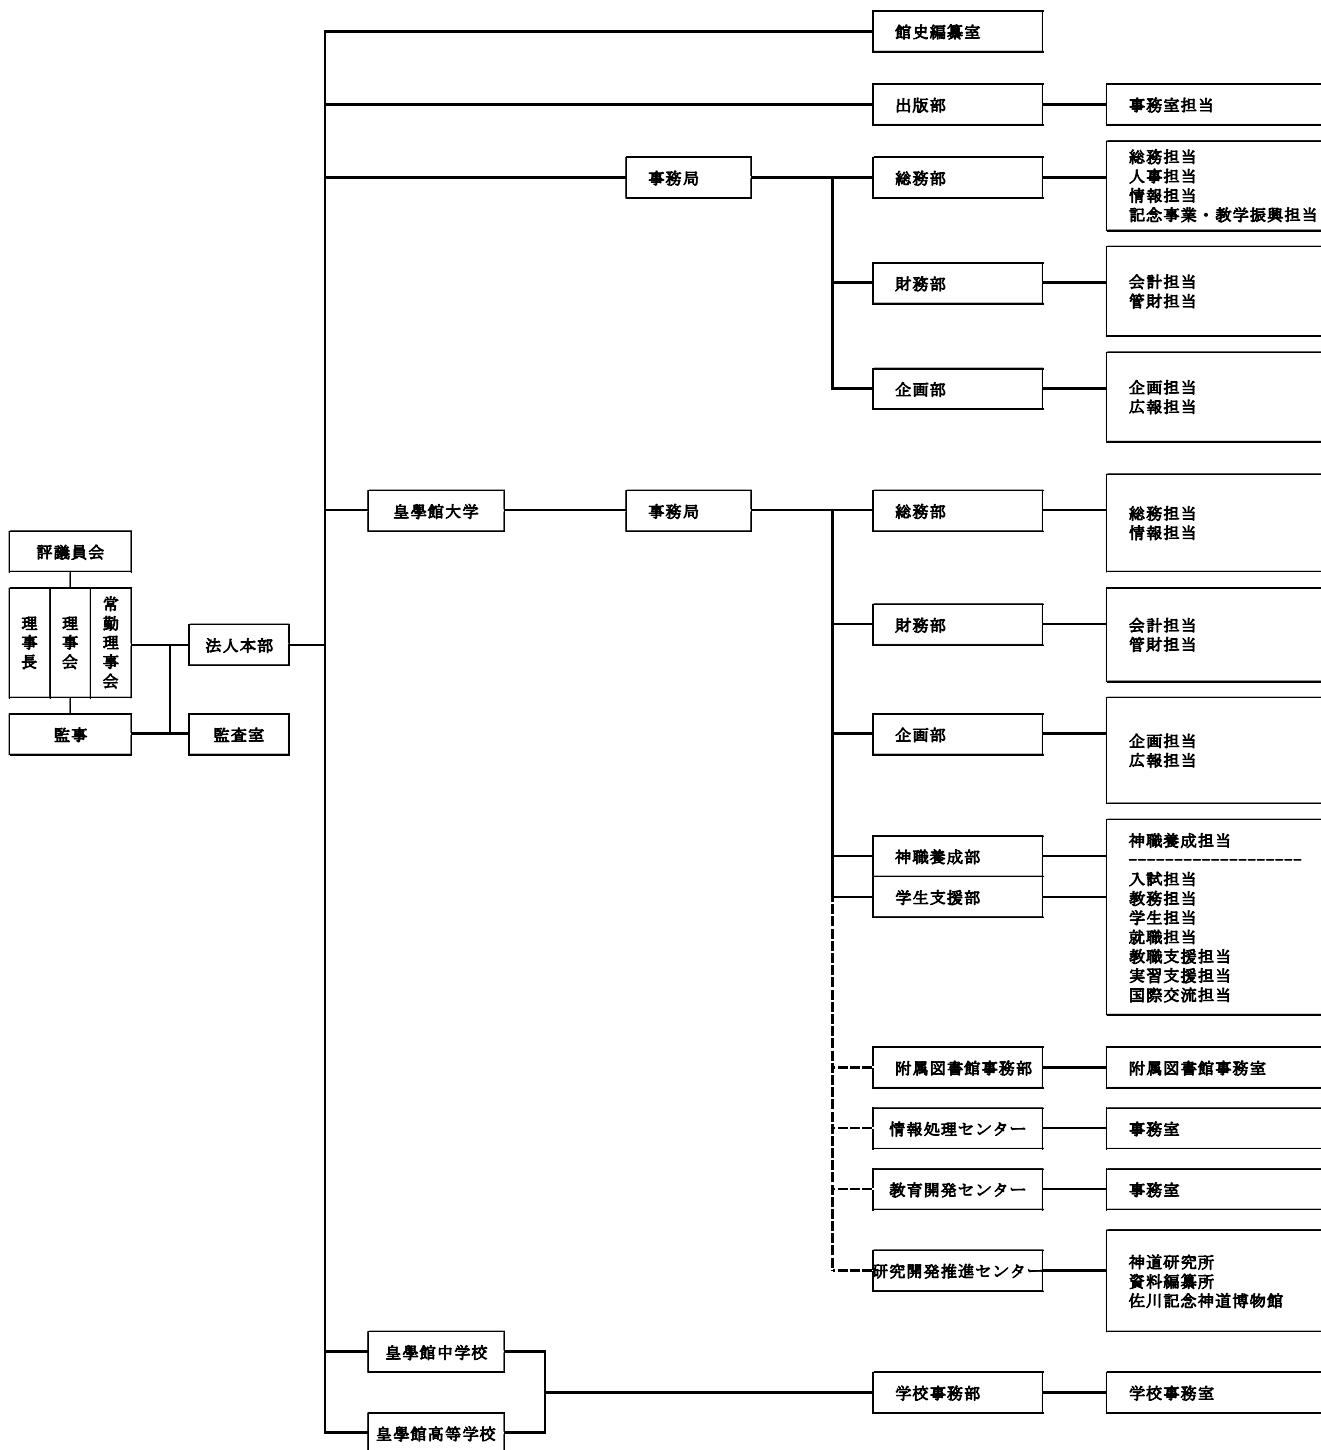 館史編纂室
出版部
事務室担当
事務局
総務部
総務担当
人事担当
情報担当
記念事業・教学振興担当
財務部
会計担当
管財担当
企画部
企画担当
広報担当
皇學館大学
事務局
総務部
総務担当
情報担当
評議員会
理事長
理事会
常勤理事会
法人本部
監事
監査室
財務部
会計担当
管財担当
企画部
企画担当
広報担当
神職養成部
神職養成担当
学生支援部
入試担当
教務担当
学生担当
就職担当
教職支援担当
実習支援担当
国際交流担当
附属図書館事務部
附属図書館事務室
情報処理センター
事務室
教育開発センター
事務室
研究開発推進センター
神道研究所
資料編纂所
佐川記念神道博物館
皇學館中学校
学校事務部
学校事務室
皇學館高等学校